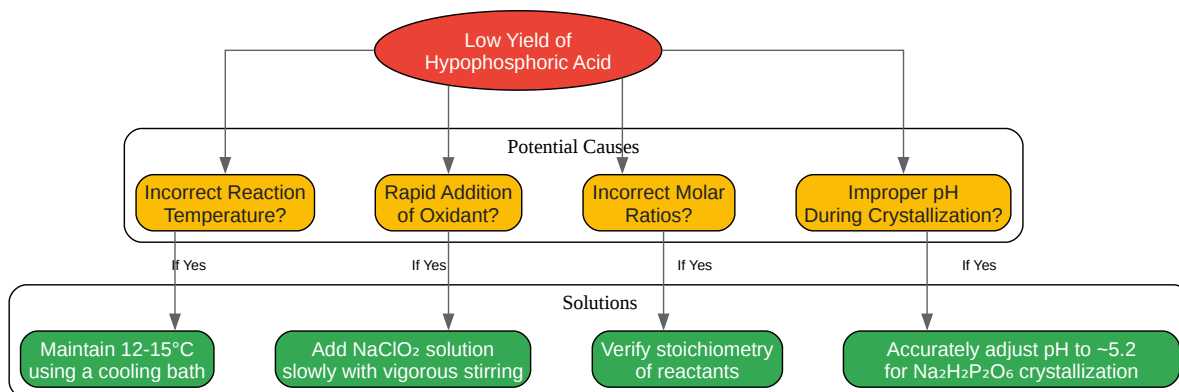 Low Yield of
Hypophosphoric Acid
Potential Causes
Incorrect Reaction
Temperature?
Rapid Addition
of Oxidant?
Incorrect Molar
Ratios?
Improper pH
During Crystallization?
If Yes
If Yes
If Yes
If Yes
Solutions
Maintain 12-15°C
using a cooling bath
Add NaClO₂ solution
slowly with vigorous stirring
Verify stoichiometry
of reactants
Accurately adjust pH to ~5.2
for Na₂H₂P₂O₆ crystallization